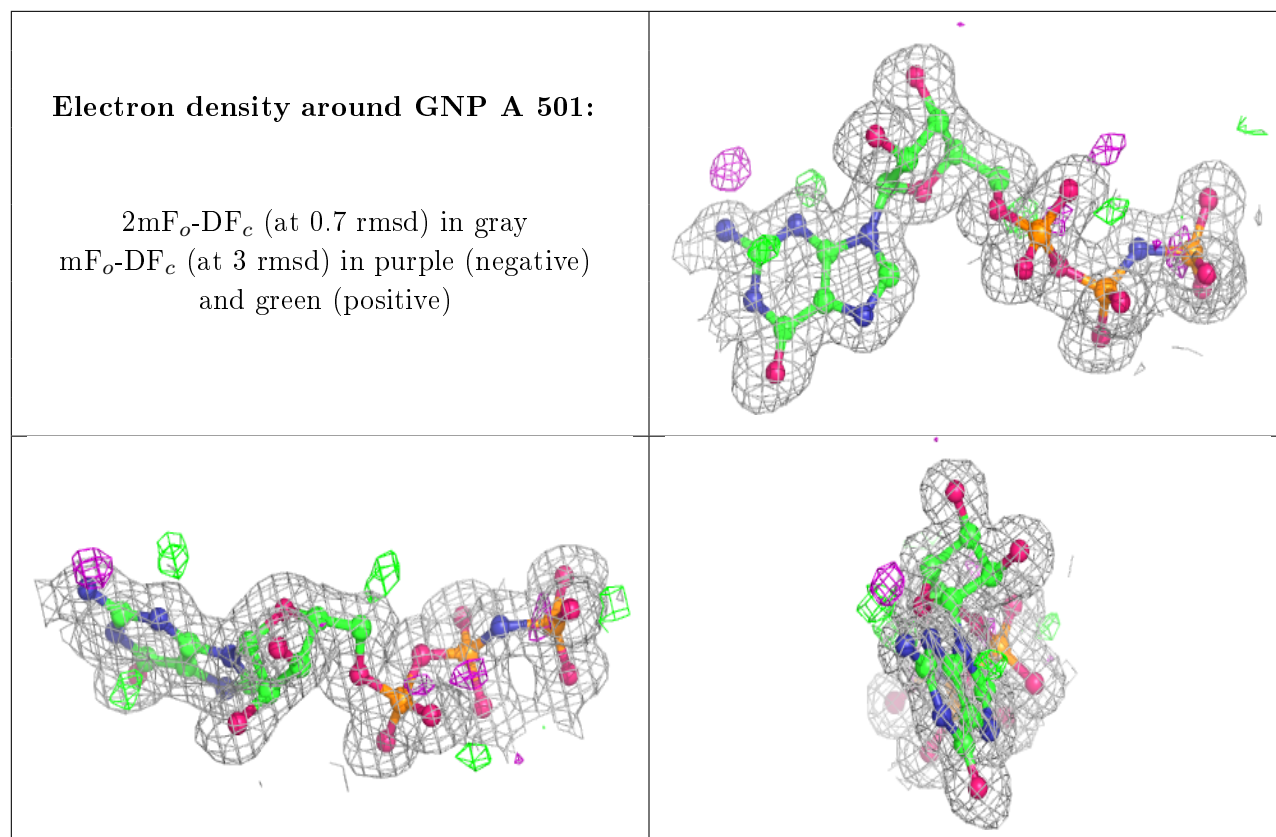 Electron density around GNP A 501:
2mFo-DFc (at 0.7 rmsd) in gray
mFo-DFc (at 3 rmsd) in purple (negative)
and green (positive)